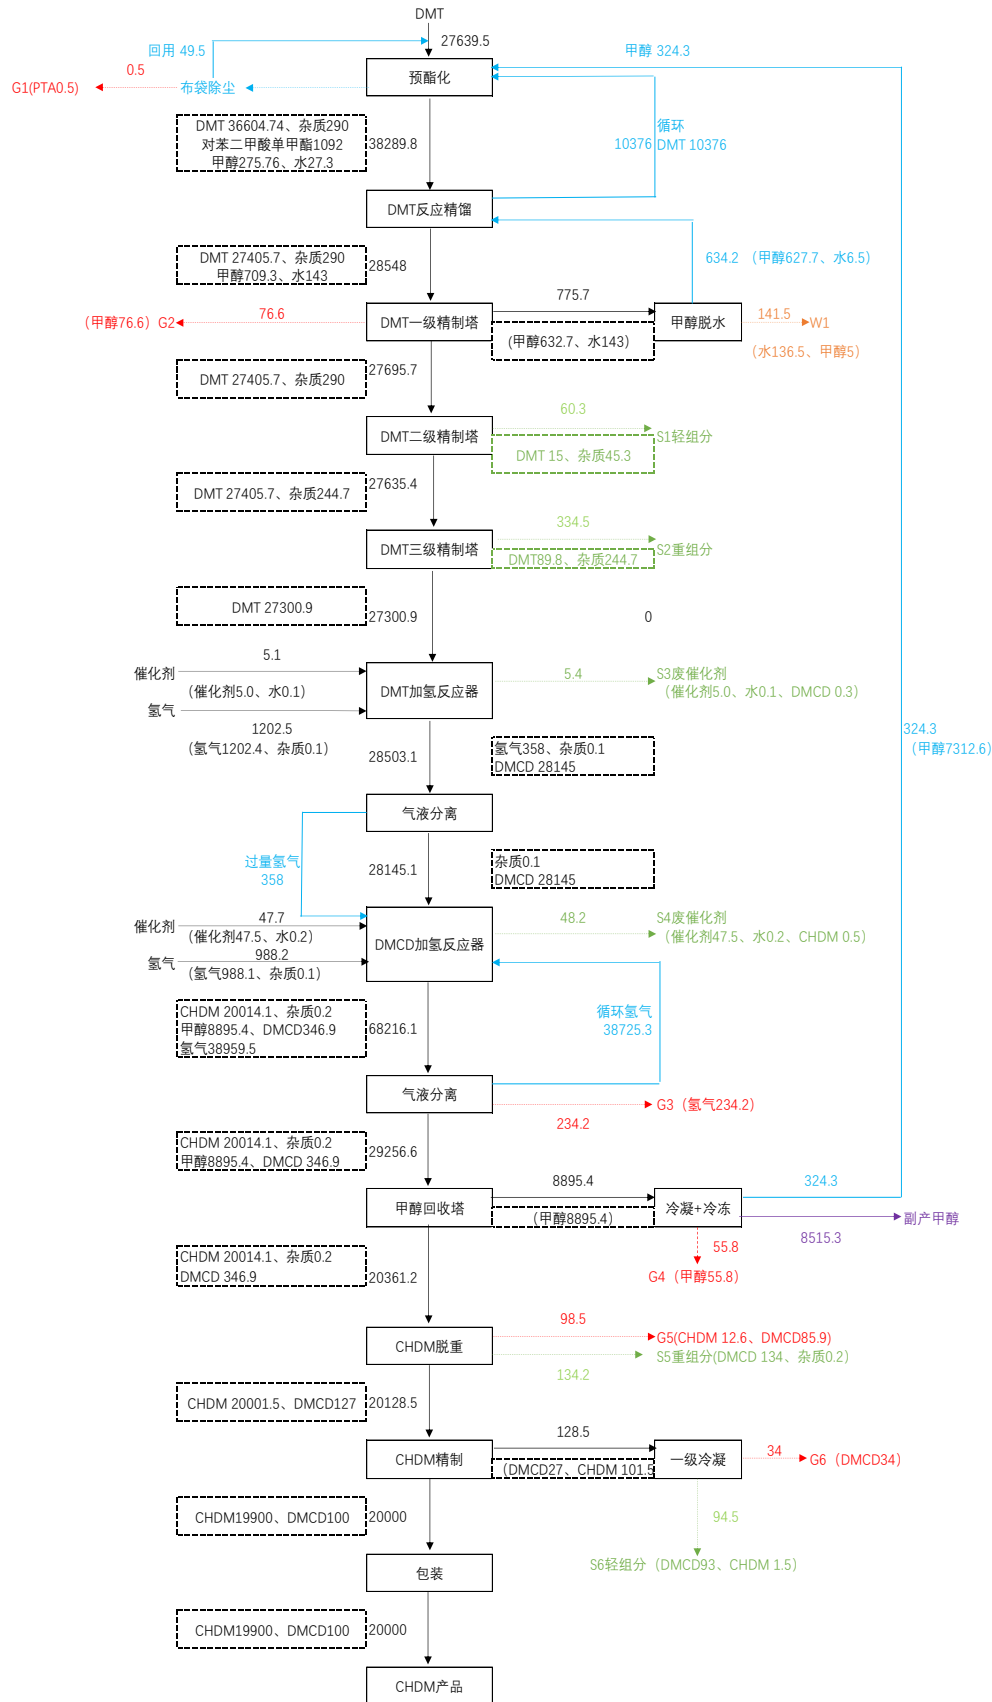 DMT
27639.5
回用 49.5
甲醇 324.3
0.5
G1(PTA0.5)
布袋除尘
预酯化
DMT 36604.74、杂质290
对苯二甲酸单甲酯1092
甲醇275.76、水27.3
38289.8
10376
循环
DMT 10376
DMT反应精馏
DMT 27405.7、杂质290
甲醇709.3、水143
28548
634.2 （甲醇627.7、水6.5）
775.7
76.6
（甲醇76.6）G2
DMT一级精制塔
(甲醇632.7、水143）
甲醇脱水
141.5
W1
（水136.5、甲醇5）
DMT 27405.7、杂质290
27695.7
60.3
DMT二级精制塔
S1轻组分
DMT 15、杂质45.3
DMT 27405.7、杂质244.7
27635.4
334.5
DMT三级精制塔
S2重组分
DMT89.8、杂质244.7
DMT 27300.9
27300.9
0
5.1
催化剂
（催化剂5.0、水0.1）
氢气
1202.5
（氢气1202.4、杂质0.1）
DMT加氢反应器
5.4
S3废催化剂
（催化剂5.0、水0.1、DMCD 0.3）
324.3
（甲醇7312.6）
28503.1
氢气358、杂质0.1
DMCD 28145
气液分离
过量氢气
358
28145.1
杂质0.1
DMCD 28145
47.7
催化剂
（催化剂47.5、水0.2）
988.2
氢气
（氢气988.1、杂质0.1）
DMCD加氢反应器
48.2
S4废催化剂
（催化剂47.5、水0.2、CHDM 0.5）
CHDM 20014.1、杂质0.2
甲醇8895.4、DMCD346.9
氢气38959.5
68216.1
循环氢气
38725.3
气液分离
G3（氢气234.2）
234.2
CHDM 20014.1、杂质0.2
甲醇8895.4、DMCD 346.9
29256.6
8895.4
324.3
甲醇回收塔
（甲醇8895.4）
冷凝+冷冻
副产甲醇
8515.3
55.8
G4（甲醇55.8）
CHDM 20014.1、杂质0.2
DMCD 346.9
20361.2
98.5
CHDM脱重
G5(CHDM 12.6、DMCD85.9)
S5重组分(DMCD 134、杂质0.2）
134.2
CHDM 20001.5、DMCD127
20128.5
128.5
CHDM精制
（DMCD27、CHDM 101.5
一级冷凝
34
G6（DMCD34）
CHDM19900、DMCD100
20000
94.5
S6轻组分（DMCD93、CHDM 1.5）
包装
CHDM19900、DMCD100
20000
CHDM产品